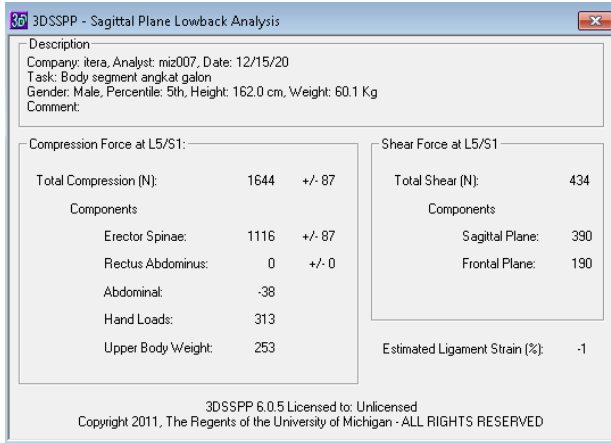 3DSSPP - Sagittal Plane Lowback Analysis
Description
Company: itera, Analyst: miz007, Date: 12/15/20
Task: Body segment angkat galon
Gender: Male, Percentile: 5th, Height: 162.0 cm, Weight: 60.1 Kg
Comment:
Compression Force at L5/S1:
Total Compression (N): 1644 +/- 87
Components
Erector Spinae: 1116 +/- 87
Rectus Abdominus: 0 +/- 0
Abdominal: -38
Hand Loads: 313
Upper Body Weight: 253
Shear Force at L5/S1
Total Shear (N): 434
Components
Sagittal Plane: 390
Frontal Plane: 190
Estimated Ligament Strain (%): -1
3DSSPP 6.0.5 Licensed to: Unlicensed
Copyright 2011, The Regents of the University of Michigan - ALL RIGHTS RESERVED